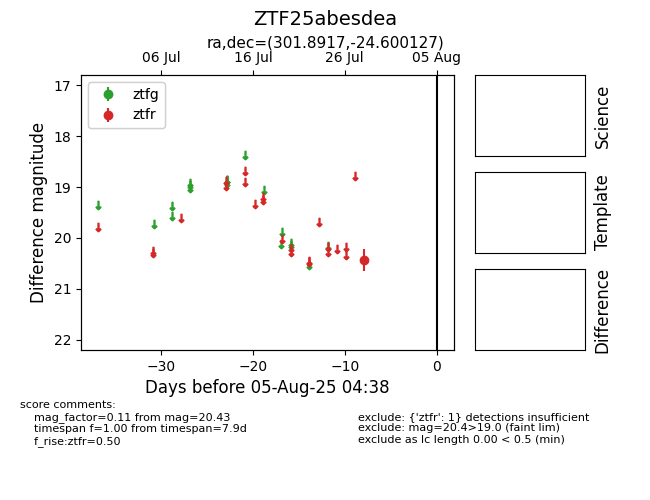 ZTF25abesdea
ra,dec=(301.8917,-24.600127)
06 Jul 16 Jul 26 Jul 05 Aug
ztfg
ztfr
17
18
19
20
21
22
Difference magnitude
−30 −20 −10 0
Days before 05-Aug-25 04:38
Science
Template
Difference
score comments:
mag_factor=0.11 from mag=20.43
timespan f=1.00 from timespan=7.9d
f_rise:ztfr=0.50
exclude: {'ztfr': 1} detections insufficient
exclude: mag=20.4>19.0 (faint lim)
exclude as lc length 0.00 < 0.5 (min)